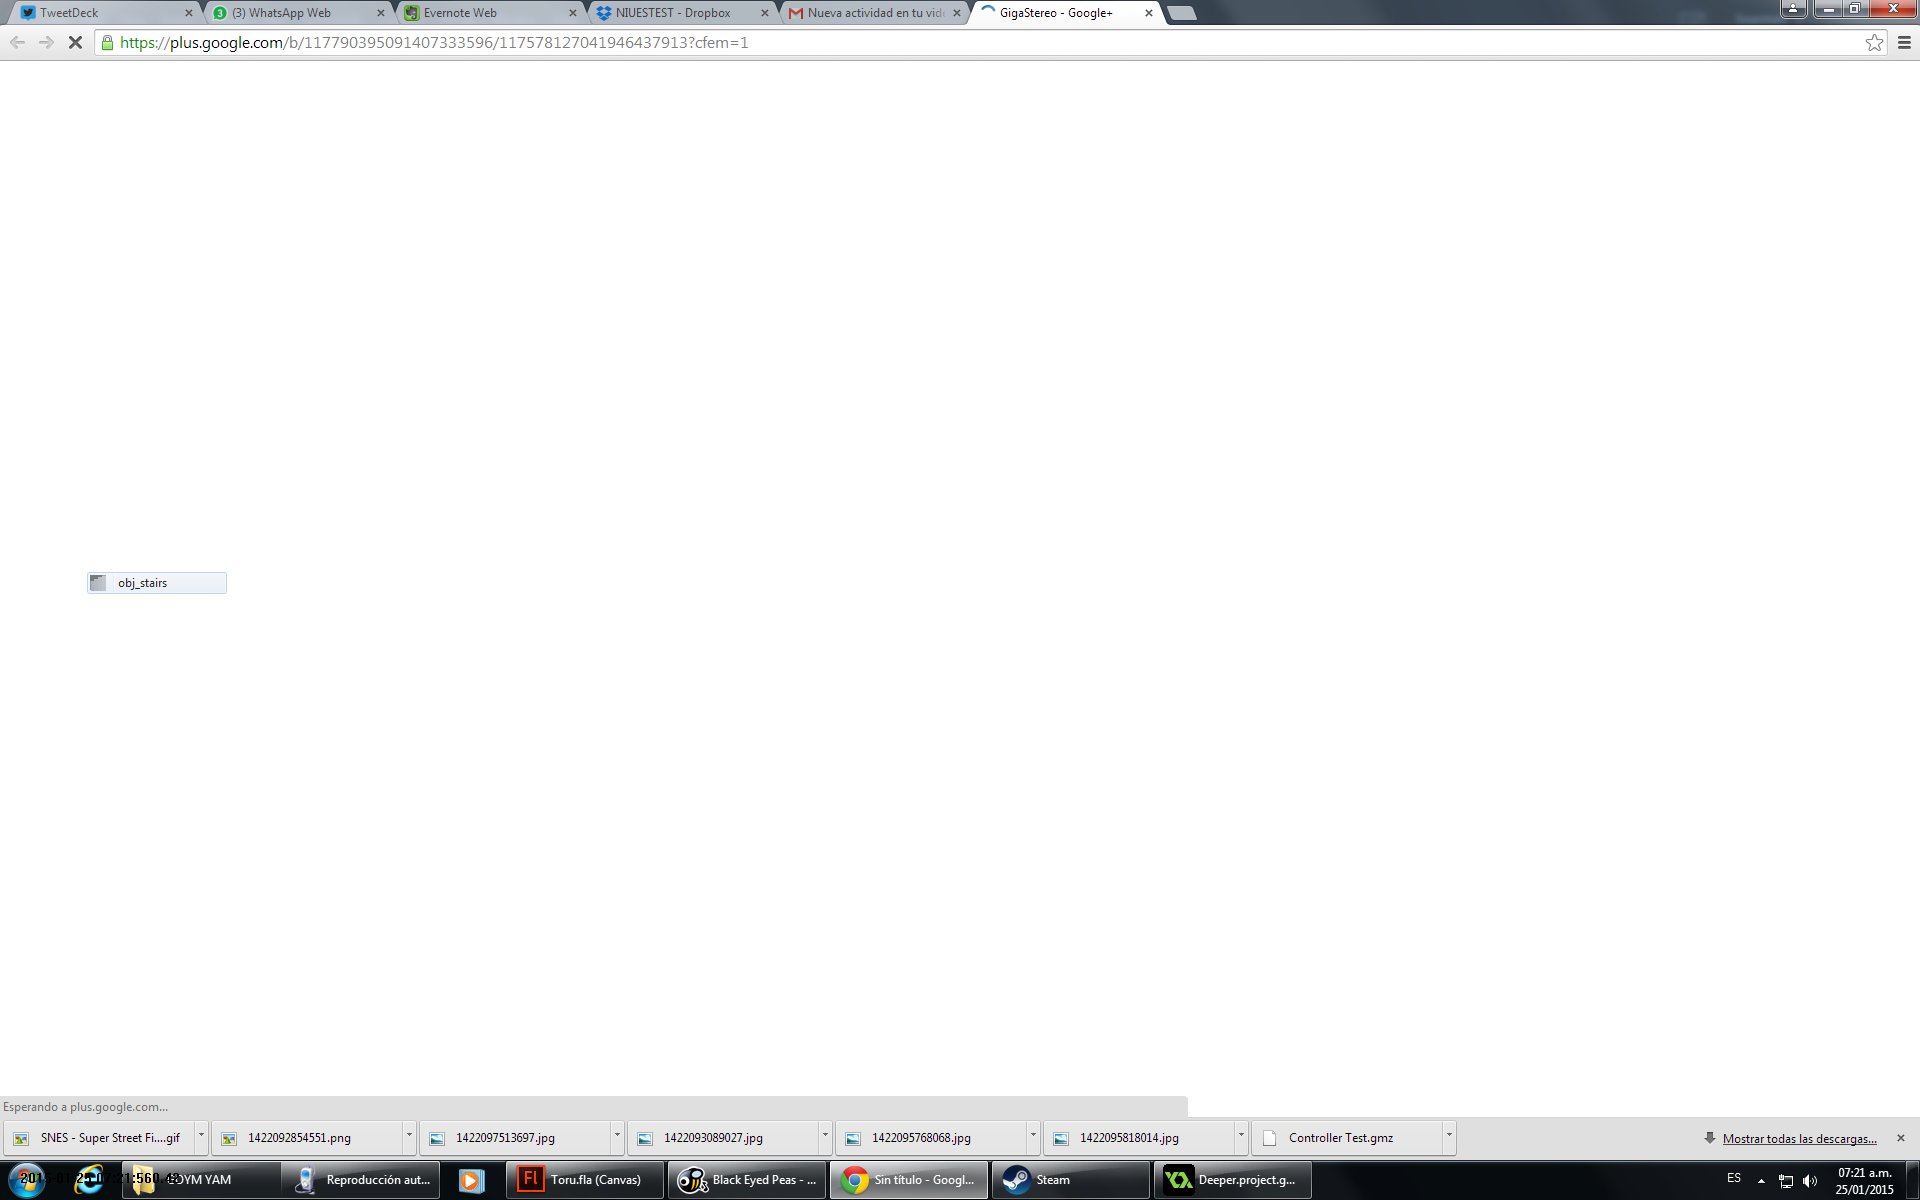 TweetDeck
(3) WhatsApp Web
Evernote Web
NIUESTEST - Dropbox
Nueva actividad en tu vid
GigaStereo - Google+
https://plus.google.com/b/117790395091407333596/117578127041946437913?cfem=1
obj_stairs
Esperando a plus.google.com...
SNES - Super Street Fi....gif
1422092854551.png
1422097513697.jpg
1422093089027.jpg
1422095768068.jpg
1422095818014.jpg
Controller Test.gmz
Mostrar todas las descargas...
YAM
Reproducción aut...
Toru.fla (Canvas)
Black Eyed Peas - ...
Sin título - Googl...
Steam
Deeper.project.g...
ES
07:21 a.m.
25/01/2015